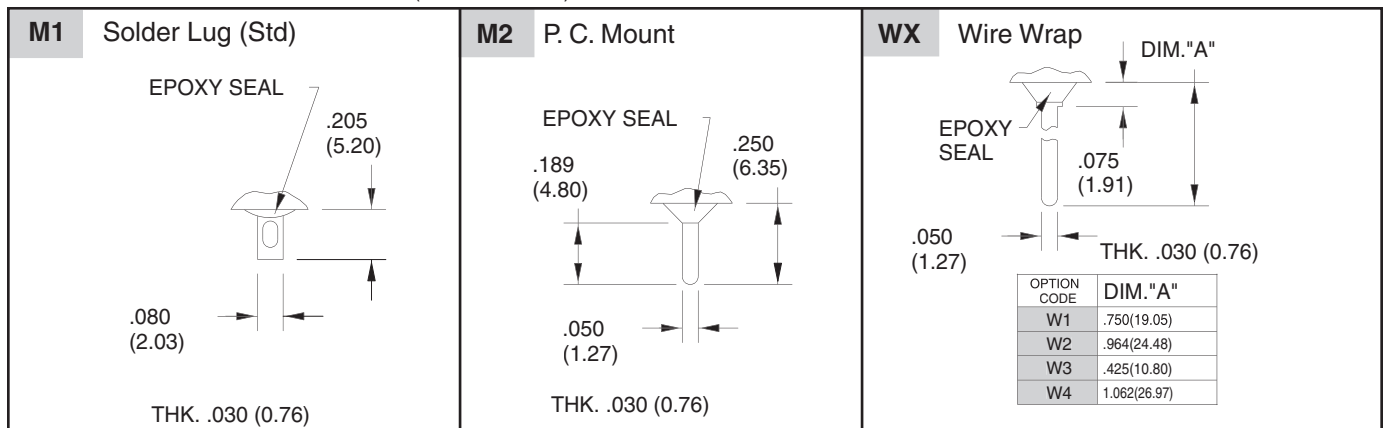 M1 Solder Lug (Std)
EPOXY SEAL
.205
(5.20)
.080
(2.03)
THK. .030 (0.76)
M2 P. C. Mount
EPOXY SEAL
.189
(4.80)
.250
(6.35)
.050
(1.27)
THK. .030 (0.76)
WX Wire Wrap
DIM."A"
EPOXY
SEAL
.075
(1.91)
.050
(1.27)
THK. .030 (0.76)
OPTION
CODE
DIM."A"
W1 .750(19.05)
W2 .964(24.48)
W3 .425(10.80)
W4 1.062(26.97)